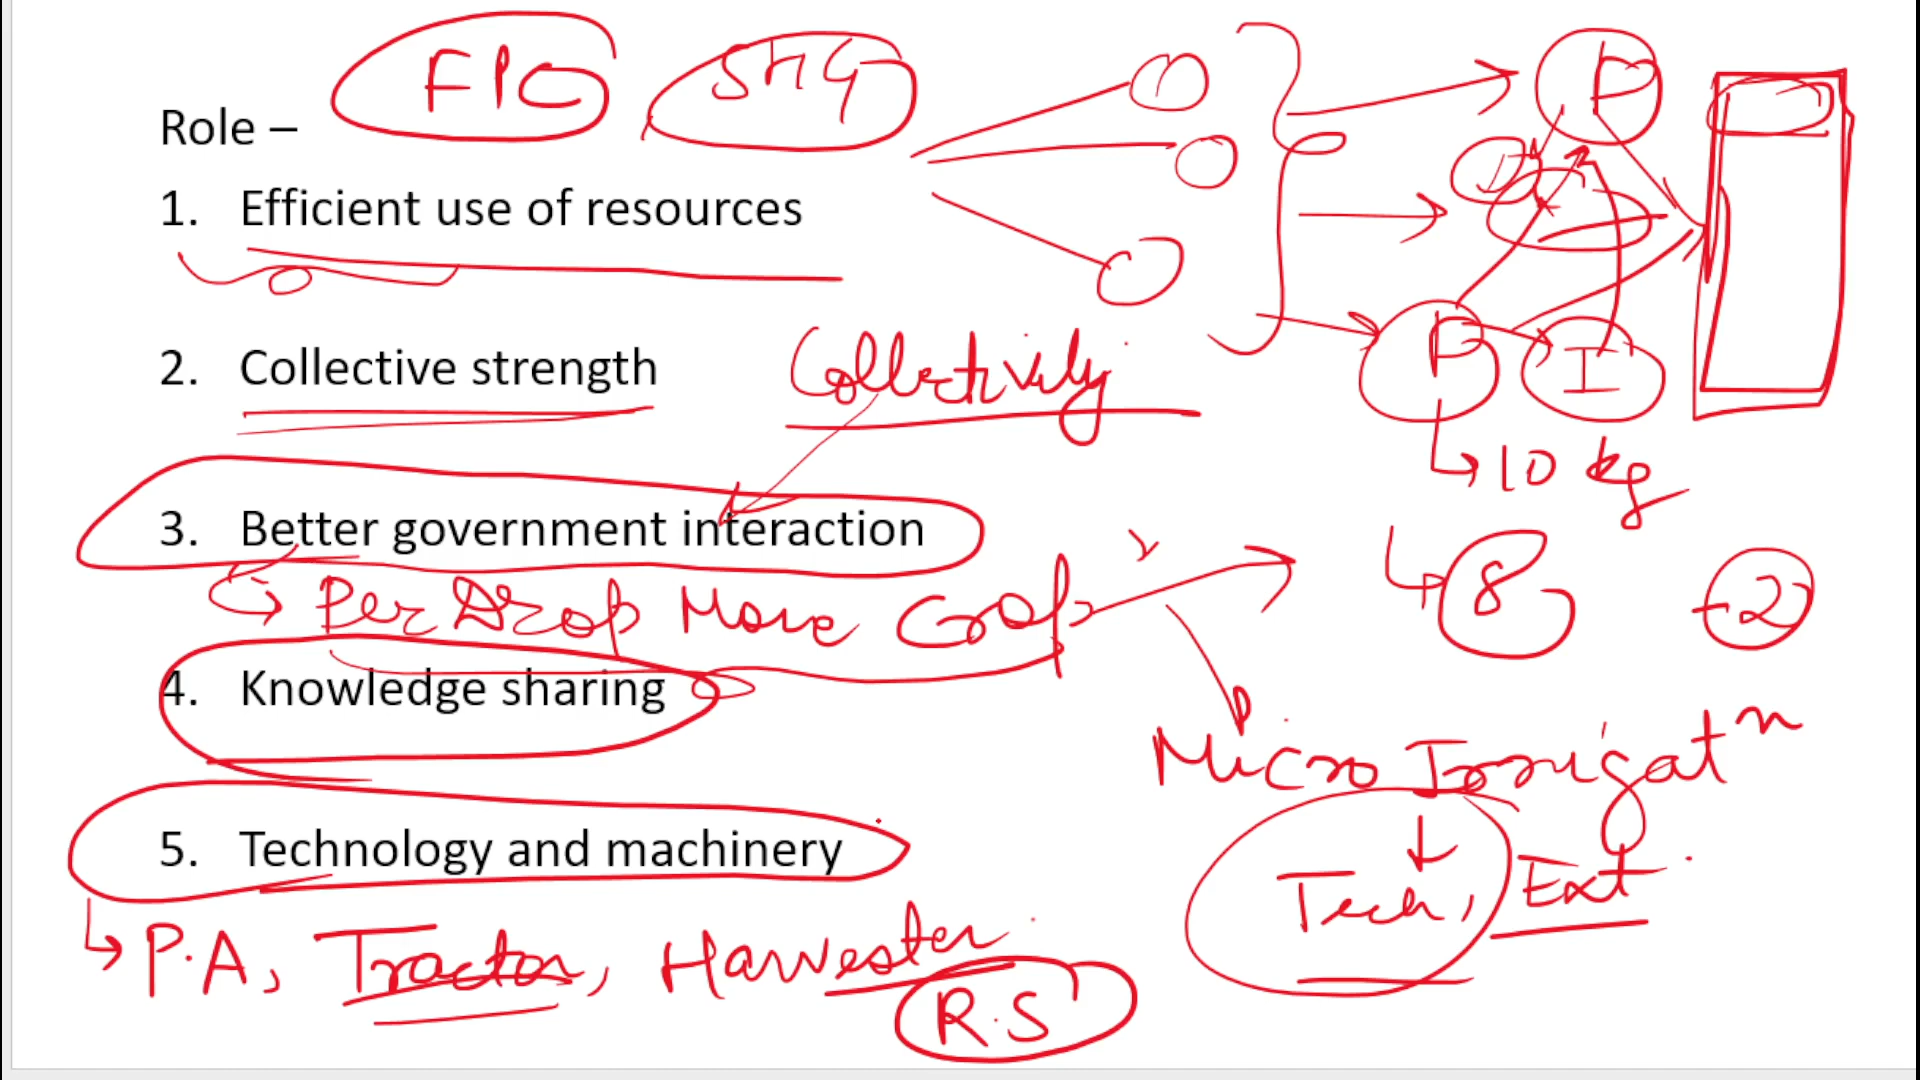 FPO SHG
Role –
1. Efficient use of resources
2. Collective strength
Collectivity
P
I
10 kg
3. Better government interaction
Per Drop More Crop
8 -2
4. Knowledge sharing
Micro Irrigatn
5. Technology and machinery
Tech, Ext.
P.A, Tractor, Harvester
R.S